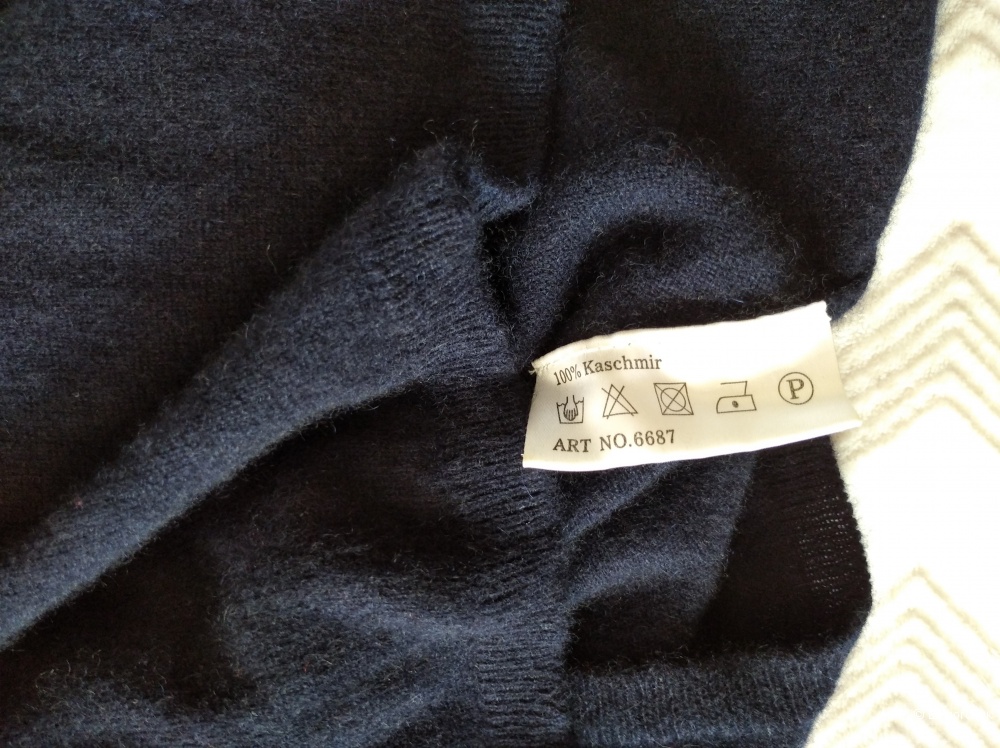 100% Kaschmir
P
ART NO.6687